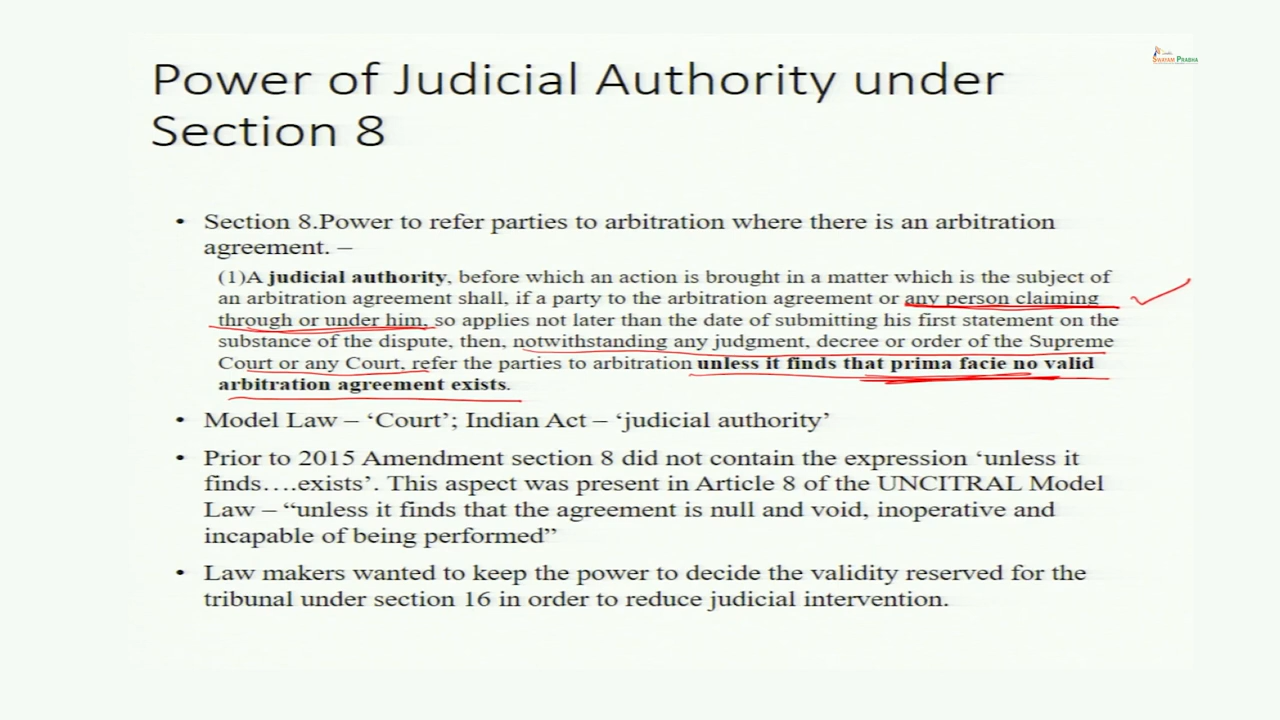 SWAYAM PRABHA
Power of Judicial Authority under
Section 8
• Section 8.Power to refer parties to arbitration where there is an arbitration
agreement. –
(1)A judicial authority, before which an action is brought in a matter which is the subject of
an arbitration agreement shall, if a party to the arbitration agreement or any person claiming
through or under him, so applies not later than the date of submitting his first statement on the
substance of the dispute, then, notwithstanding any judgment, decree or order of the Supreme
Court or any Court, refer the parties to arbitration unless it finds that prima facie no valid
arbitration agreement exists.
• Model Law – ‘Court’; Indian Act – ‘judicial authority’
• Prior to 2015 Amendment section 8 did not contain the expression ‘unless it
finds….exists’. This aspect was present in Article 8 of the UNCITRAL Model
Law – “unless it finds that the agreement is null and void, inoperative and
incapable of being performed”
• Law makers wanted to keep the power to decide the validity reserved for the
tribunal under section 16 in order to reduce judicial intervention.